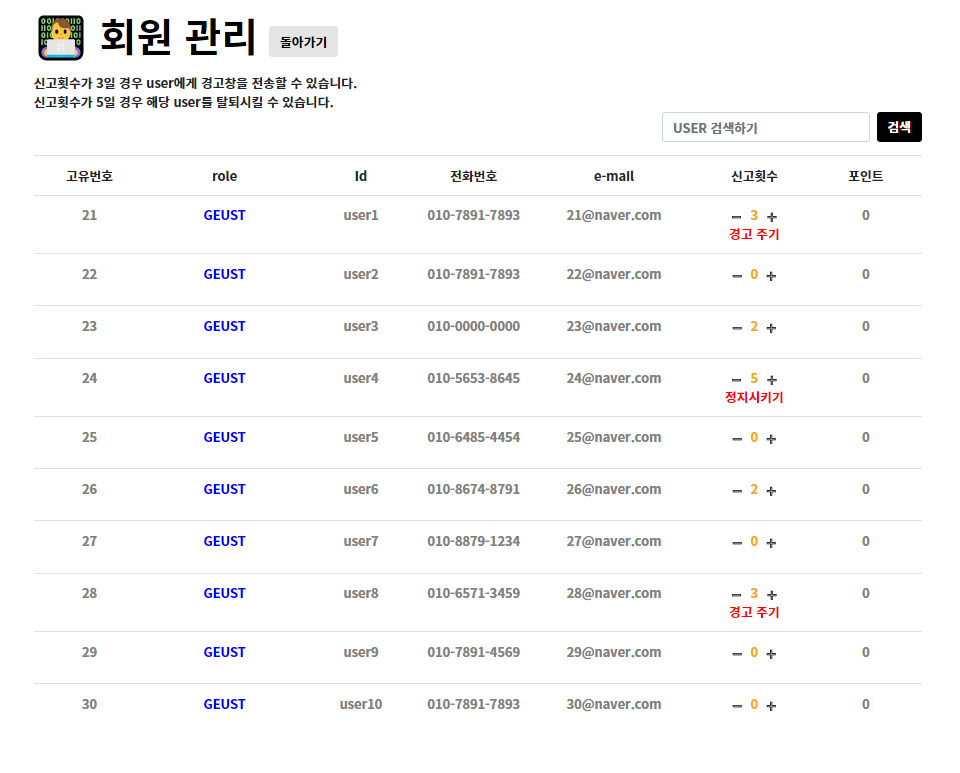 회원 관리 돌아가기
신고횟수가 3일 경우 user에게 경고창을 전송할 수 있습니다.
신고횟수가 5일 경우 해당 user를 탈퇴시킬 수 있습니다.
USER 검색하기 검색
고유번호 role Id 전화번호 e-mail 신고횟수 포인트
21 GEUST user1 010-7891-7893 21@naver.com − 3 + 0
경고 주기
22 GEUST user2 010-7891-7893 22@naver.com − 0 + 0
23 GEUST user3 010-0000-0000 23@naver.com − 2 + 0
24 GEUST user4 010-5653-8645 24@naver.com − 5 + 0
정지시키기
25 GEUST user5 010-6485-4454 25@naver.com − 0 + 0
26 GEUST user6 010-8674-8791 26@naver.com − 2 + 0
27 GEUST user7 010-8879-1234 27@naver.com − 0 + 0
28 GEUST user8 010-6571-3459 28@naver.com − 3 + 0
경고 주기
29 GEUST user9 010-7891-4569 29@naver.com − 0 + 0
30 GEUST user10 010-7891-7893 30@naver.com − 0 + 0